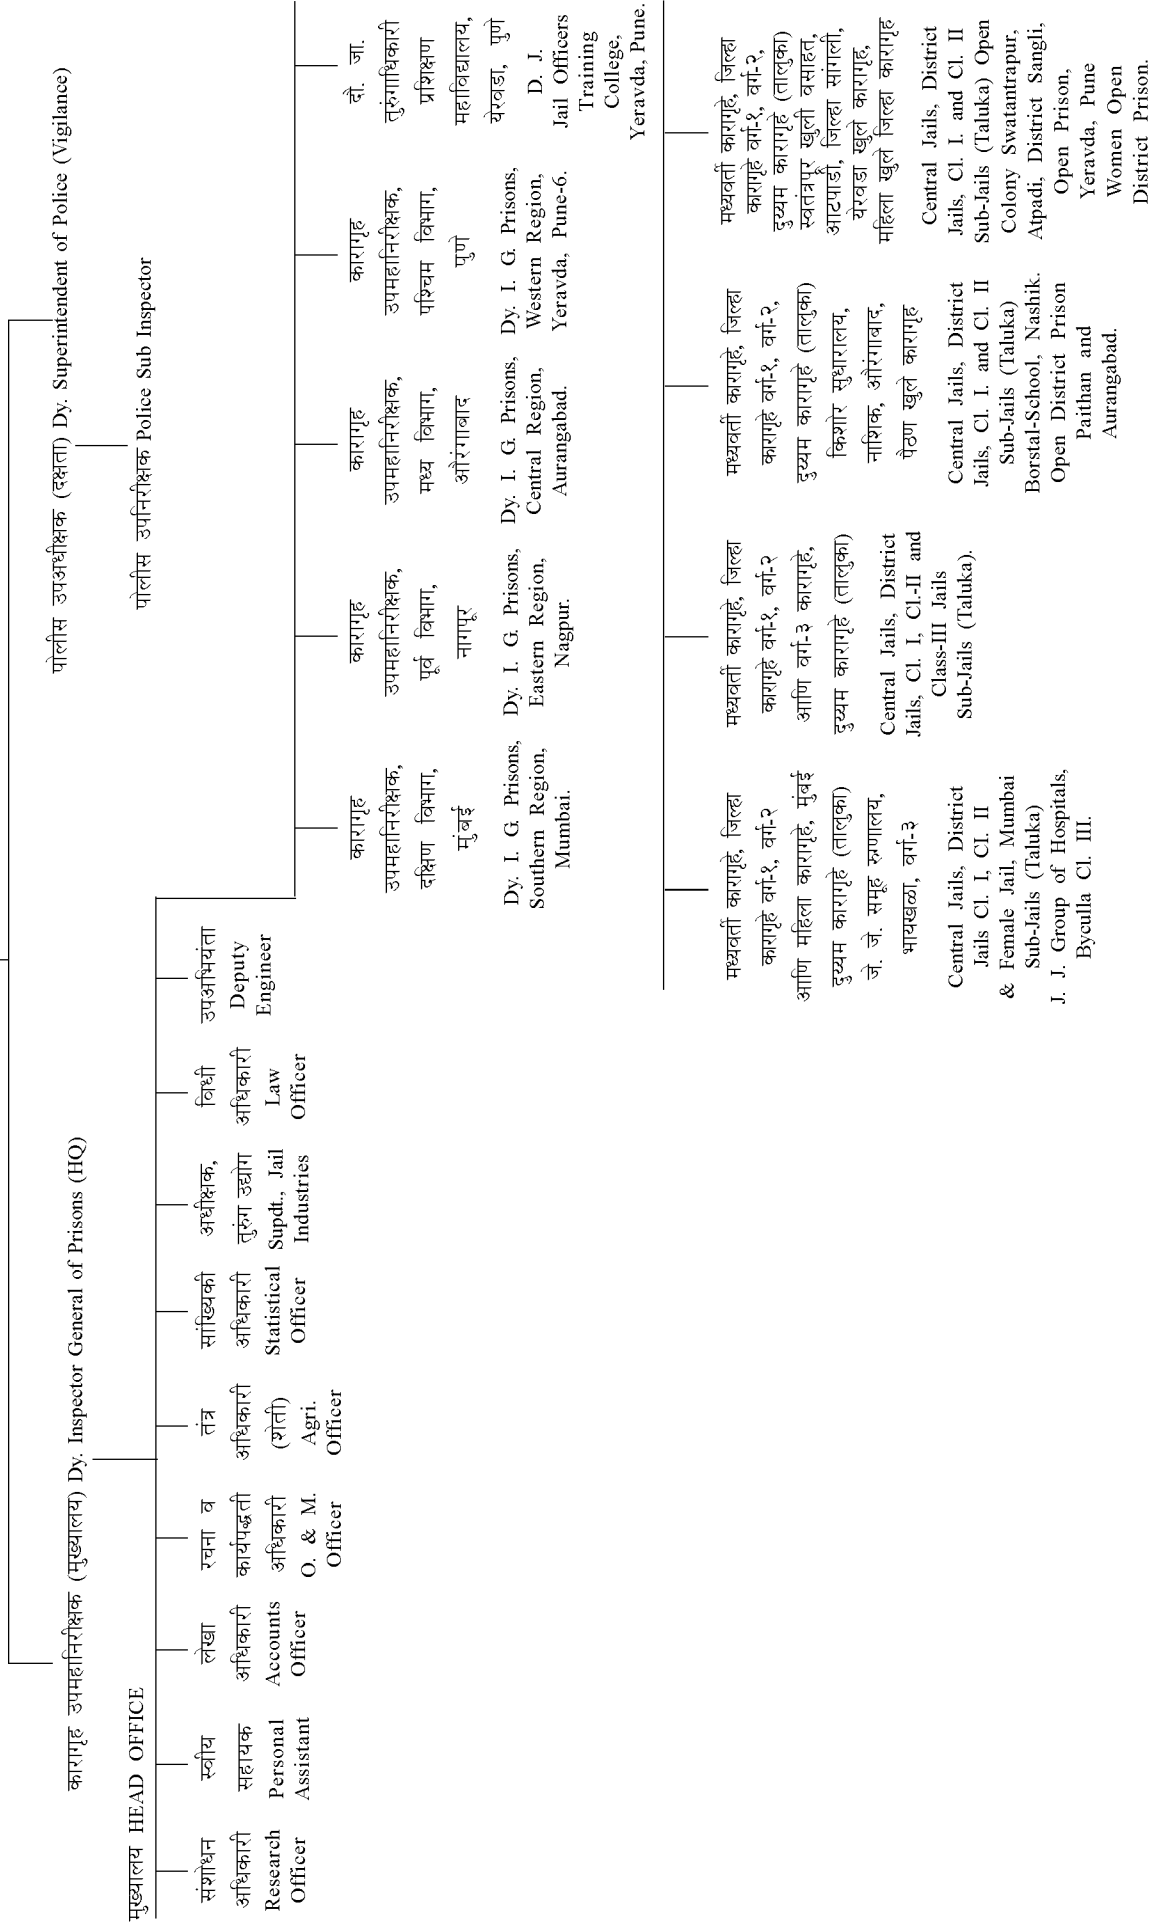 कारागृह उपमहानिरीक्षक (मुख्यालय) Dy. Inspector General of Prisons (HQ)
पोलीस उपअधीक्षक (दक्षता) Dy. Superintendent of Police (Vigilance)
पोलीस उपनिरीक्षक Police Sub Inspector
मुख्यालय HEAD OFFICE
संशोधन
अधिकारी
Research
Officer
स्वीय
सहायक
Personal
Assistant
लेखा
अधिकारी
Accounts
Officer
रचना व
कार्यपद्धती
अधिकारी
O. & M.
Officer
तंत्र
अधिकारी
(शेती)
Agri.
Officer
सांख्यिकी
अधिकारी
Statistical
Officer
अधीक्षक,
तुरुंग उद्योग
Supdt., Jail
Industries
विधी
अधिकारी
Law
Officer
उपअभियंता
Deputy
Engineer
कारागृह
उपमहानिरीक्षक,
दक्षिण विभाग,
मुंबई
Dy. I. G. Prisons,
Southern Region,
Mumbai.
कारागृह
उपमहानिरीक्षक,
पूर्व विभाग,
नागपूर
Dy. I. G. Prisons,
Eastern Region,
Nagpur.
कारागृह
उपमहानिरीक्षक,
मध्य विभाग,
औरंगाबाद
Dy. I. G. Prisons,
Central Region,
Aurangabad.
कारागृह
उपमहानिरीक्षक,
पश्चिम विभाग,
पुणे
Dy. I. G. Prisons,
Western Region,
Yeravda, Pune-6.
दौ. जा.
तुरुंगाधिकारी
प्रशिक्षण
महाविद्यालय,
येरवडा, पुणे
D. J.
Jail Officers
Training
College,
Yeravda, Pune.
मध्यवर्ती कारागृहे, जिल्हा
कारागृहे वर्ग-१, वर्ग-२
आणि महिला कारागृहे, मुंबई
दुय्यम कारागृहे (तालुका)
जे. जे. समूह रुग्णालय,
भायखळा, वर्ग-३
Central Jails, District
Jails Cl. I, Cl. II
& Female Jail, Mumbai
Sub-Jails (Taluka)
J. J. Group of Hospitals,
Byculla Cl. III.
मध्यवर्ती कारागृहे, जिल्हा
कारागृहे वर्ग-१, वर्ग-२
आणि वर्ग-३ कारागृहे,
दुय्यम कारागृहे (तालुका)
Central Jails, District
Jails, Cl. I, Cl.-II and
Class-III Jails
Sub-Jails (Taluka).
मध्यवर्ती कारागृहे, जिल्हा
कारागृहे वर्ग-१, वर्ग-२,
दुय्यम कारागृहे (तालुका)
किशोर सुधारालय,
नाशिक, औरंगाबाद,
पैठण खुले कारागृह
Central Jails, District
Jails, Cl. I. and Cl. II
Sub-Jails (Taluka)
Borstal-School, Nashik.
Open District Prison
Paithan and
Aurangabad.
मध्यवर्ती कारागृहे, जिल्हा
कारागृहे वर्ग-१, वर्ग-२,
दुय्यम कारागृहे (तालुका)
स्वतंत्रपूर खुली वसाहत,
आटपाडी, जिल्हा सांगली,
येरवडा खुले कारागृह,
महिला खुले जिल्हा कारागृह
Central Jails, District
Jails, Cl. I. and Cl. II
Sub-Jails (Taluka) Open
Colony Swatantrapur,
Atpadi, District Sangli,
Open Prison,
Yeravda, Pune
Women Open
District Prison.